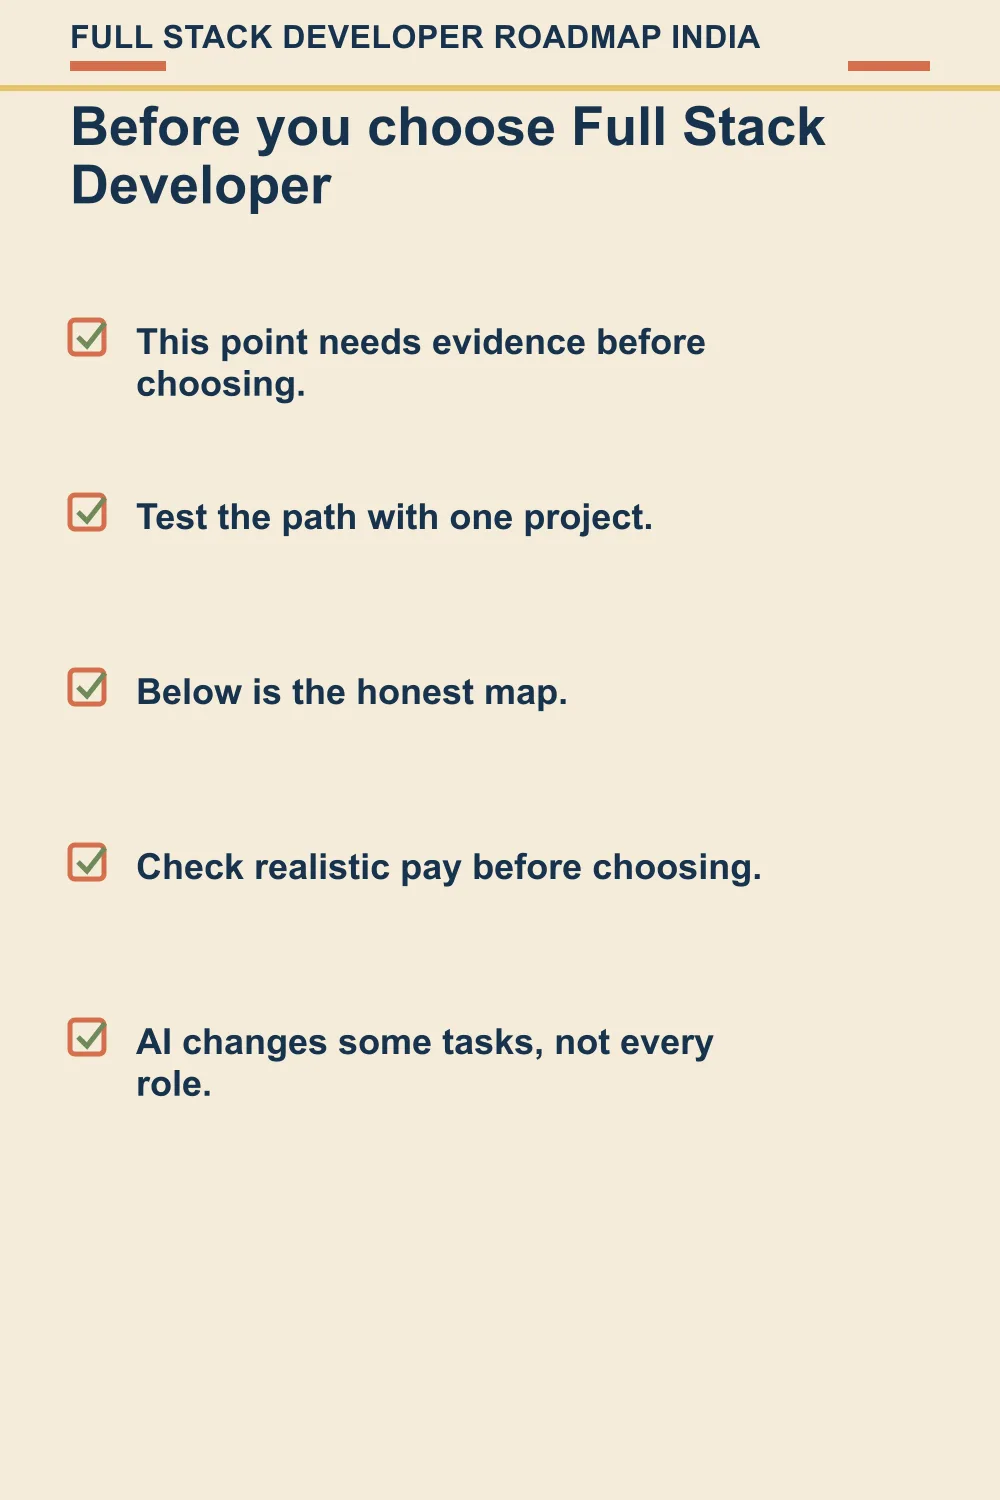 FULL STACK DEVELOPER ROADMAP INDIA
Before you choose Full Stack
Developer
This point needs evidence before
choosing.
Test the path with one project.
Below is the honest map.
Check realistic pay before choosing.
AI changes some tasks, not every
role.